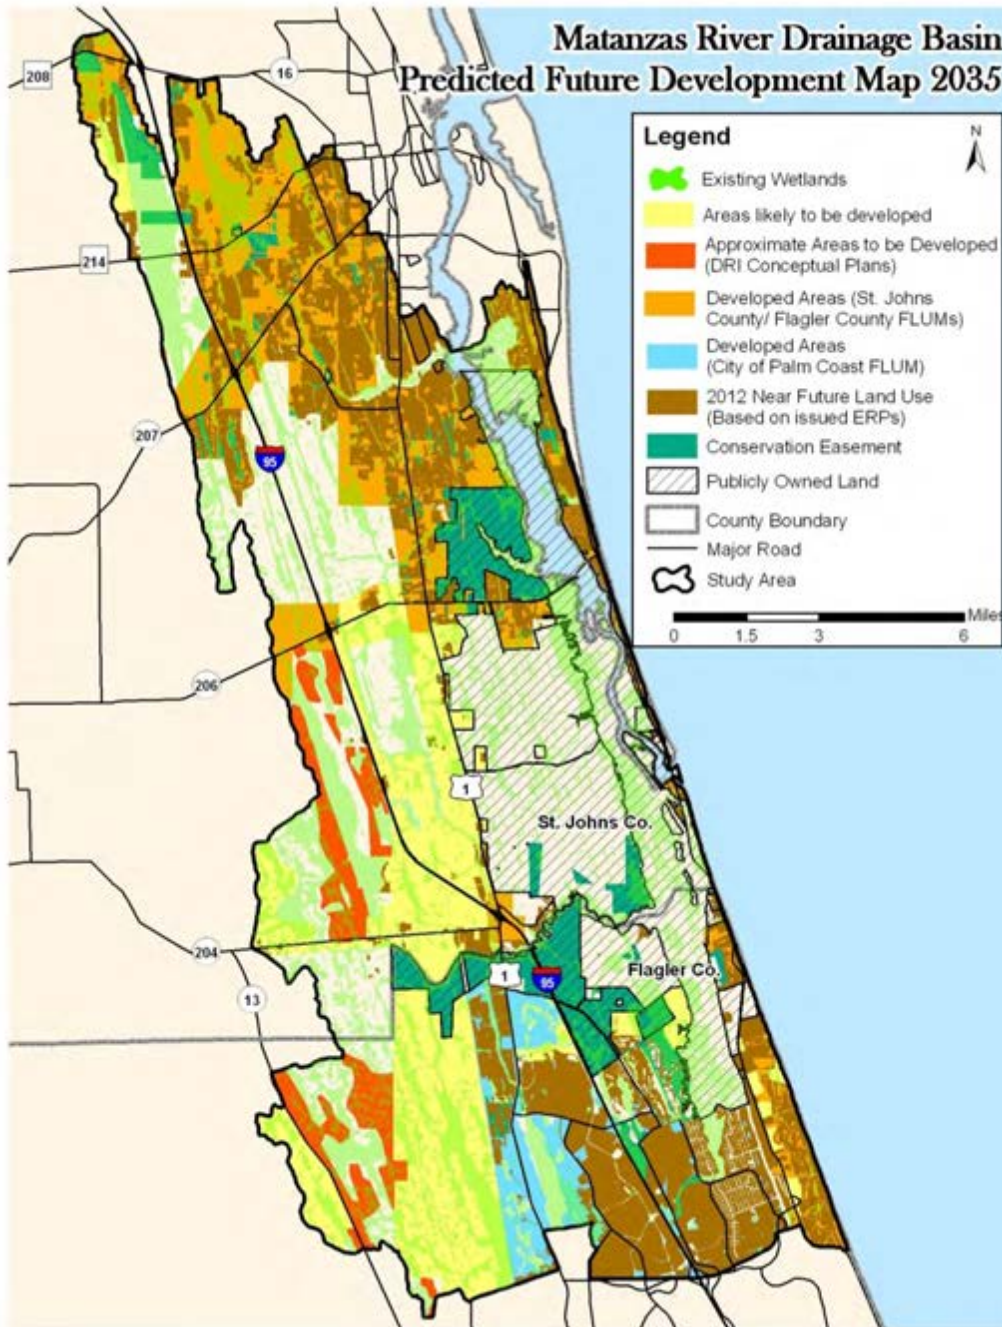 Matanzas River Drainage Basin
Predicted Future Development Map 2035
Legend
N
Existing Wetlands
Areas likely to be developed
Approximate Areas to be Developed
(DRI Conceptual Plans)
Developed Areas (St. Johns
County/ Flagler County FLUMs)
Developed Areas
(City of Palm Coast FLUM)
2012 Near Future Land Use
(Based on issued ERPs)
Conservation Easement
Publicly Owned Land
County Boundary
Major Road
Study Area
Miles
0 1.5 3 6
208
16
214
207
95
206
1
St. Johns Co.
204
1
95
Flagler Co.
13